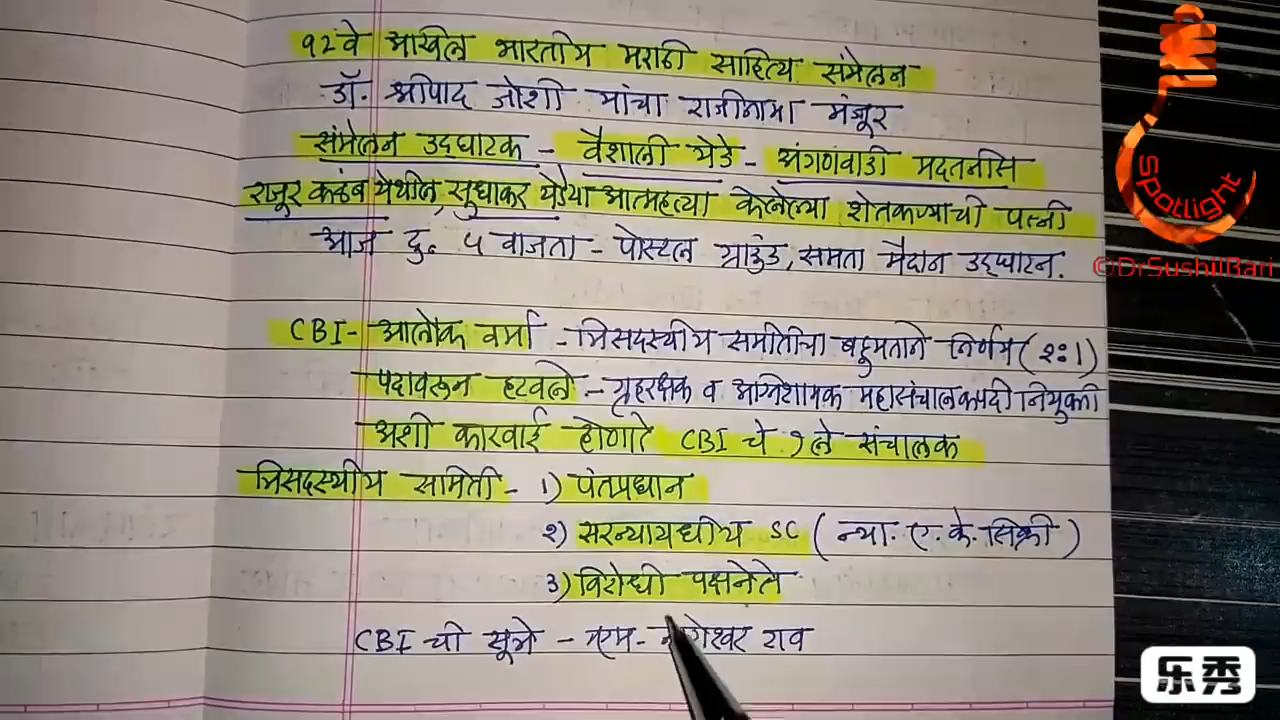 ९२वे अखिल भारतीय मराठी साहित्य संमेलन
डॉ. श्रीपाद जोशी यांचा राजीनामा मंजूर
संमेलन उद्घाटक - वैशाली येडे - अंगणवाडी मदतनीस
राजूर कळंब येथील, सुधाकर येडेंया आत्महत्या केलेल्या शेतकऱ्याची पत्नी
आज दु. ५ वाजता - पोस्टल ग्राउंड, समता मैदान उद्घाटन.
CBI - आलोक वर्मा - त्रिसदस्यीय समितीचा बहुमताने निर्णय (२:१)
पदावरून हटवले - गृहरक्षक व अग्निशामक महासंचालकपदी नियुक्ती
अशी कारवाई होणारे CBI चे १ले संचालक
त्रिसदस्यीय समिती - १) पंतप्रधान
२) सरन्यायधीय SC (न्या. ए. के. सिक्री)
३) विरोधी पक्षनेते
CBI ची सूत्रे - एम. नागेश्वर राव
Spotlight
©DrSushilBari
乐秀